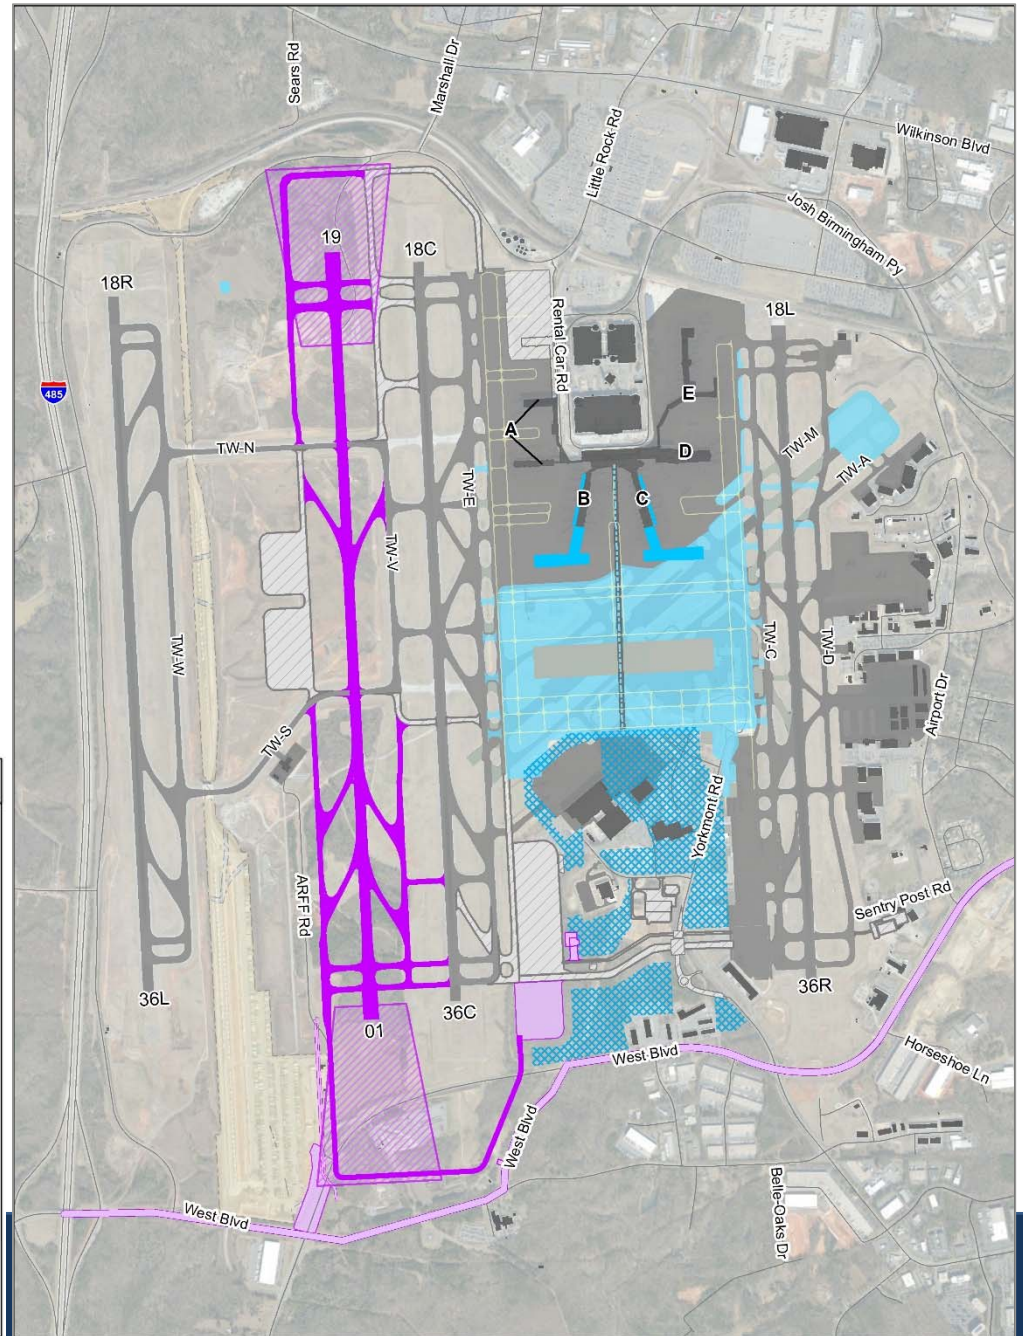 Sears Rd
Marshall Dr
Little Rock Rd
Wilkinson Blvd
Josh Birmingham Py
19
18C
18R
18L
Rental Car Rd
485
E
A
D
TW-N
TW-M
TW-A
TW-E
B
C
TW-V
TW-W
TW-C
TW-D
TW-S
Airport Dr
Yorkmont Rd
ARFF Rd
Sentry Post Rd
36L
36C
36R
01
West Blvd
Horseshoe Ln
West Blvd
Belle-Oaks Dr
West Blvd